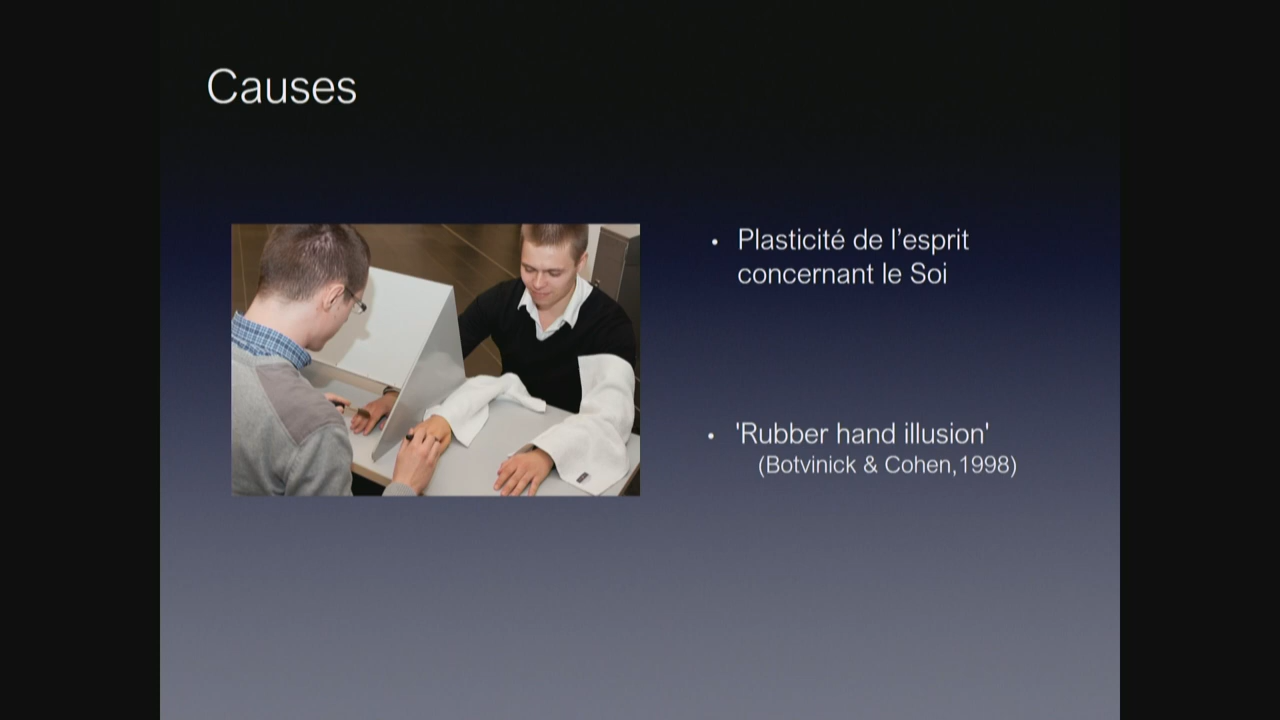 Causes
• Plasticité de l’esprit
concernant le Soi
• 'Rubber hand illusion'
(Botvinick & Cohen,1998)